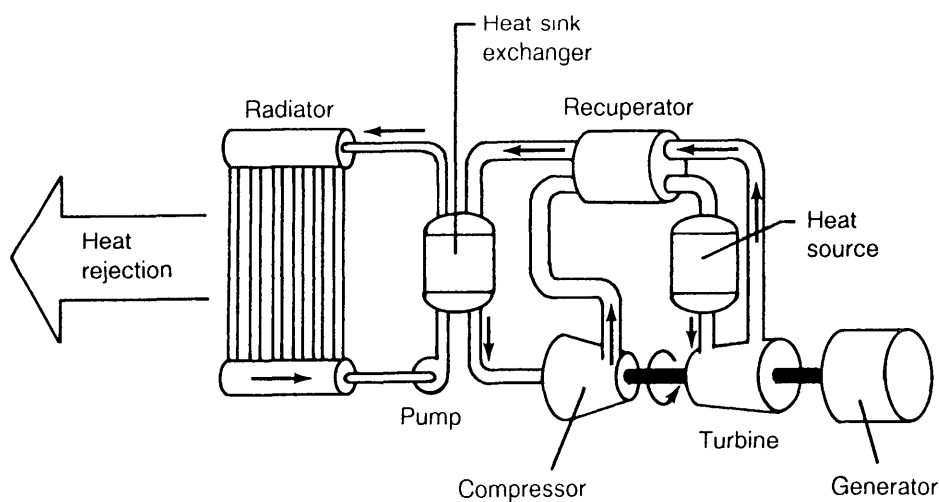 Heat sink
exchanger
Radiator
Recuperator
Heat
rejection
Heat
source
Pump
Turbine
Compressor
Generator